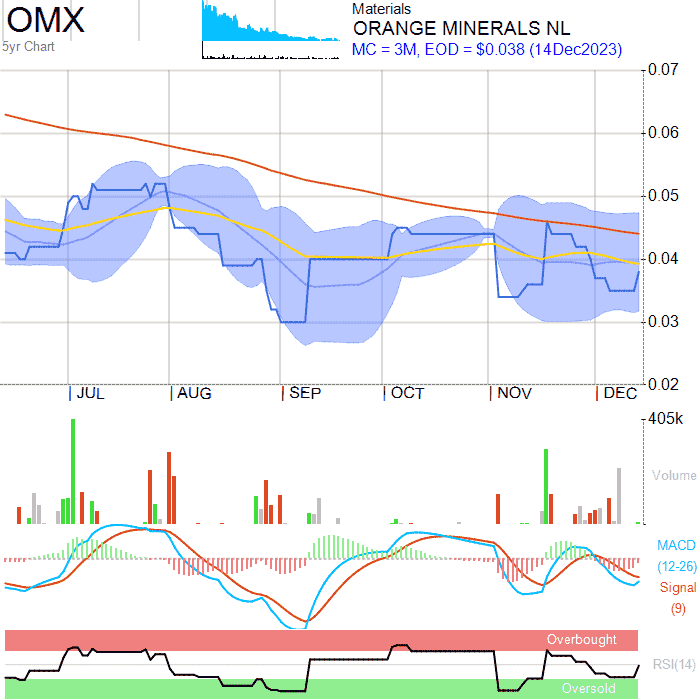 OMX
5yr Chart
Materials
ORANGE MINERALS NL
MC = 3M, EOD = $0.038 (14Dec2023)
0.07
0.06
0.05
0.04
0.03
0.02
JUL AUG SEP OCT NOV DEC
405k
Volume
MACD
(12-26)
Signal
(9)
Overbought
RSI(14)
Oversold